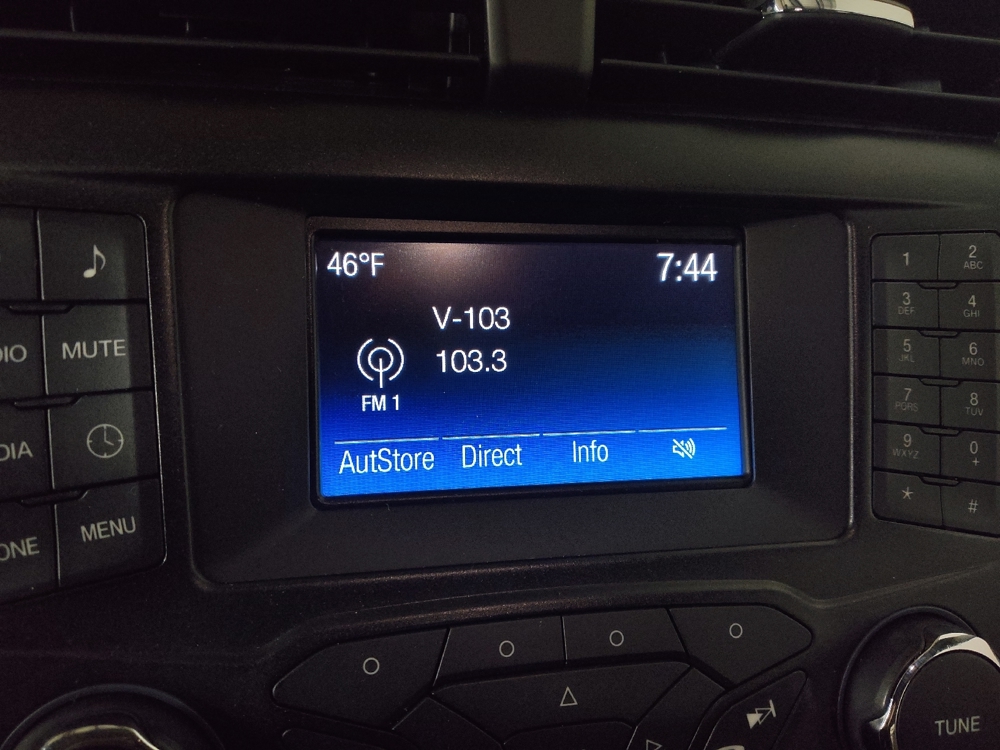 46°F 7:44
V-103
103.3
FM 1
AutStore Direct Info
MUTE
MENU
1
2 ABC
3 DEF
4 GHI
5 JKL
6 MNO
7 PQRS
8 TUV
9 WXYZ
0 +
*
#
TUNE